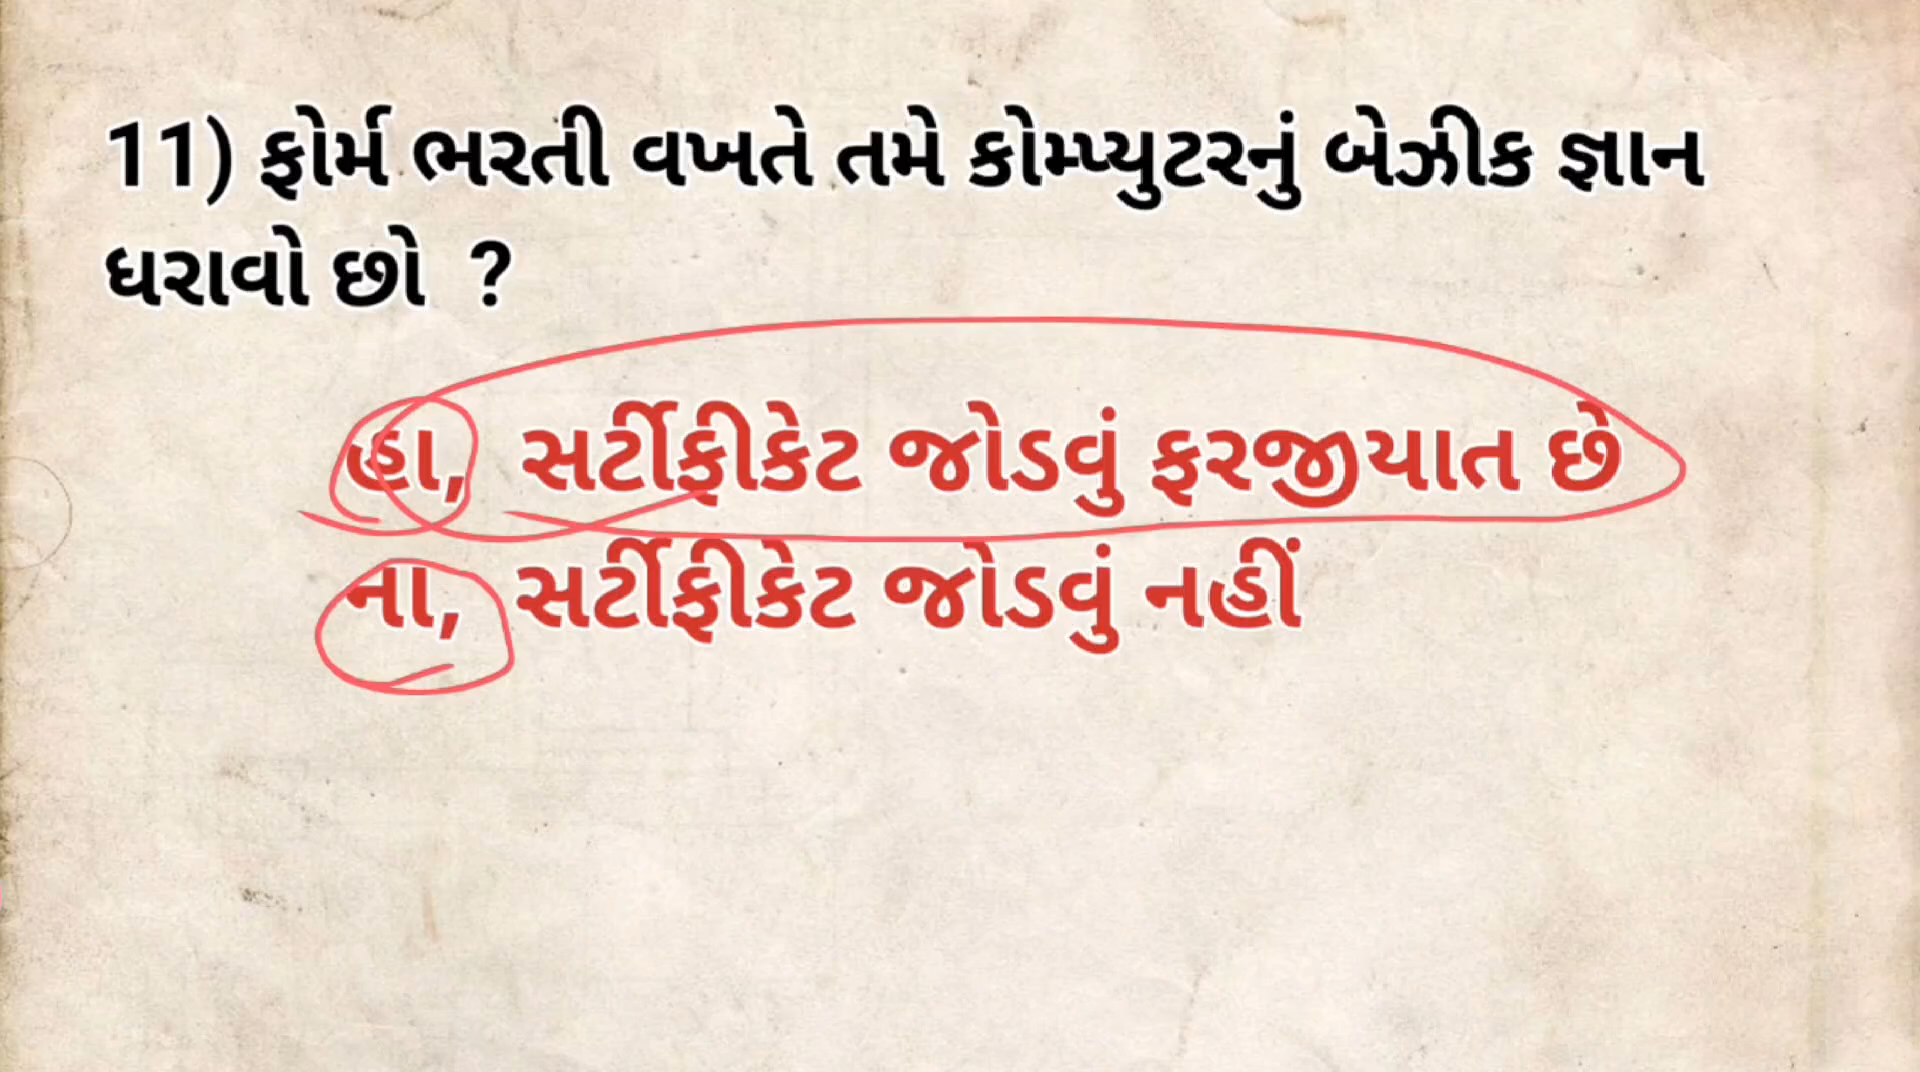 11) ફોર્મ ભરતી વખતે તમે કોમ્પ્યુટરનું બેઝીક જ્ઞાન
ધરાવો છો ?
હા, સર્ટીફીકેટ જોડવું ફરજીયાત છે
ના, સર્ટીફીકેટ જોડવું નહીં